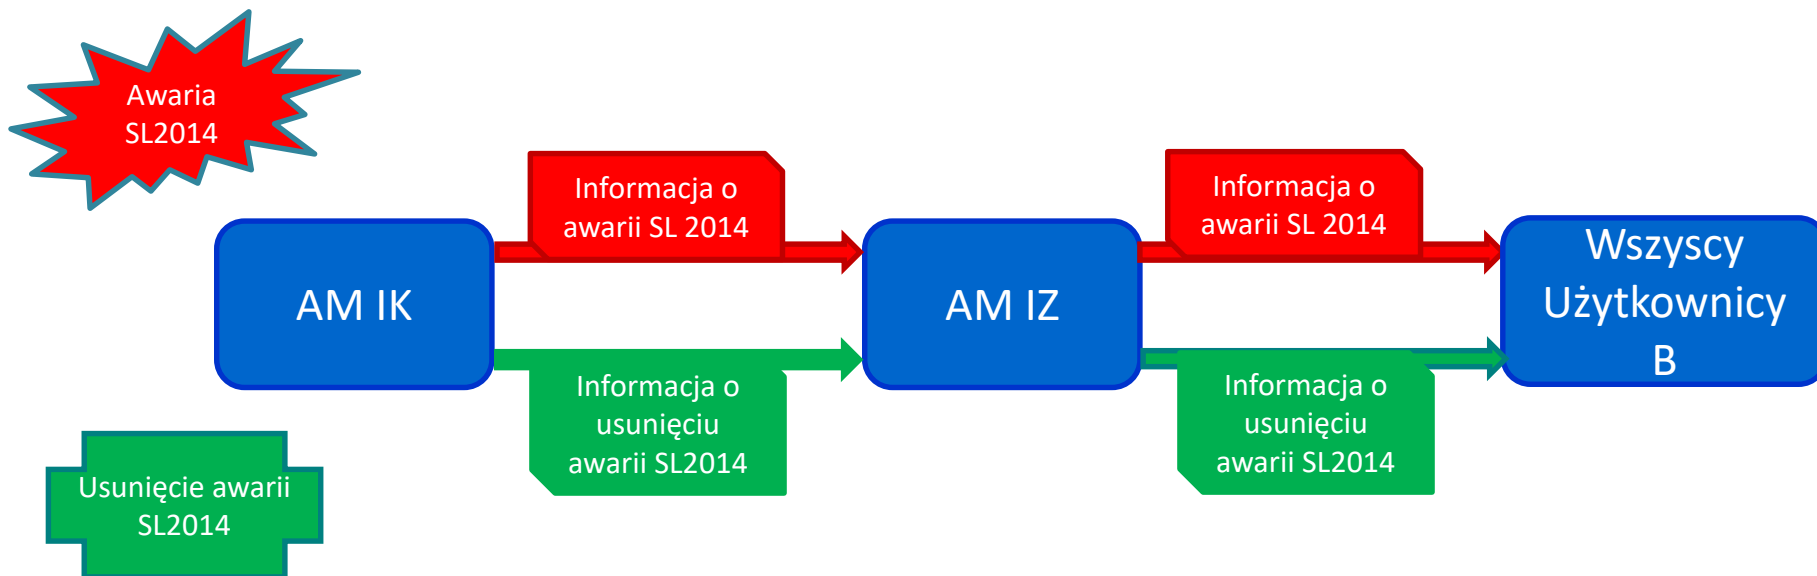 Awaria
SL2014
Informacja o
awarii SL 2014
Informacja o
awarii SL 2014
AM IK
AM IZ
Wszyscy
Użytkownicy
B
Informacja o
usunięciu
awarii SL2014
Informacja o
usunięciu
awarii SL2014
Usunięcie awarii
SL2014